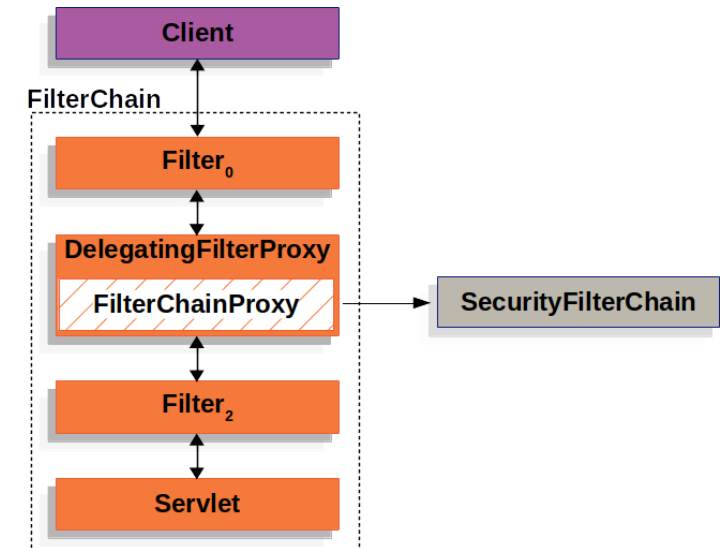 Client
FilterChain
Filter₀
DelegatingFilterProxy
FilterChainProxy
SecurityFilterChain
Filter₂
Servlet